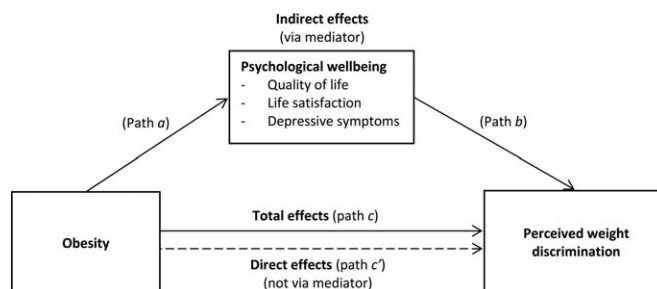 Indirect effects
(via mediator)
Psychological wellbeing
- Quality of life
- Life satisfaction
- Depressive symptoms
(Path a)
(Path b)
Obesity
Total effects (path c)
Direct effects (path c’)
(not via mediator)
Perceived weight
discrimination